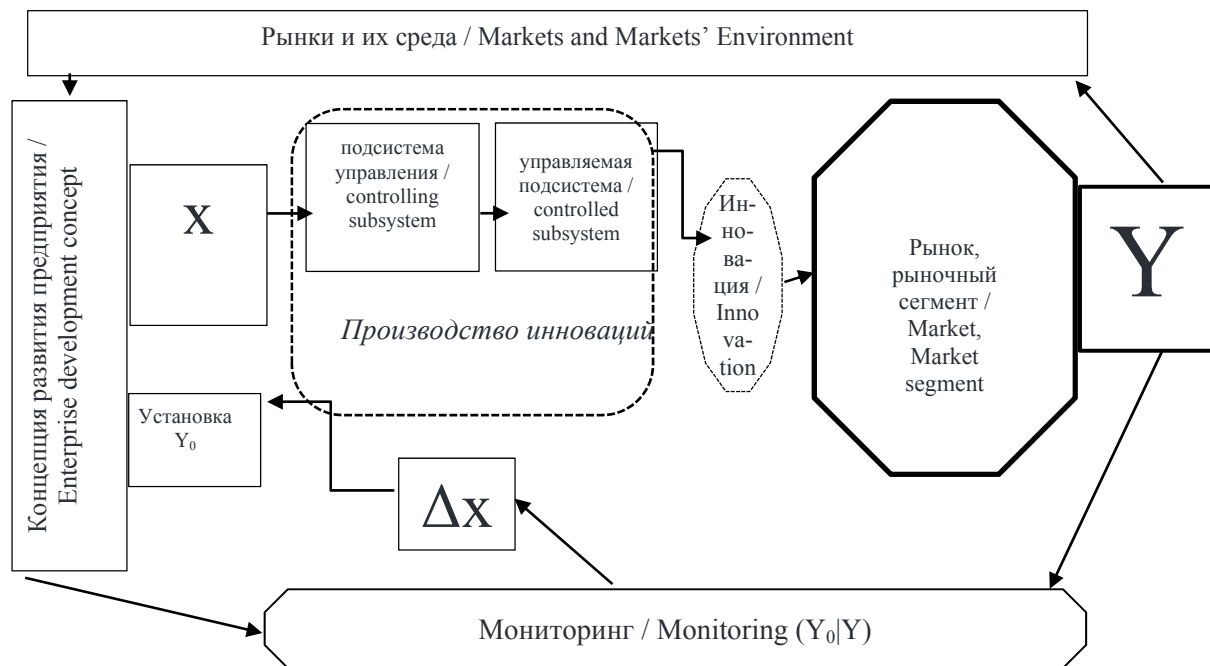 Рынки и их среда / Markets and Markets’ Environment
Концепция развития предприятия /
Enterprise development concept
X
подсистема
управления /
controlling
subsystem
управляемая
подсистема /
controlled
subsystem
Производство инноваций
Ин-
но-
ва-
ция /
Inno
va-
tion
Рынок,
рыночный
сегмент /
Market,
Market
segment
Y
Установка
Y₀
Δx
Мониторинг / Monitoring (Y₀|Y)